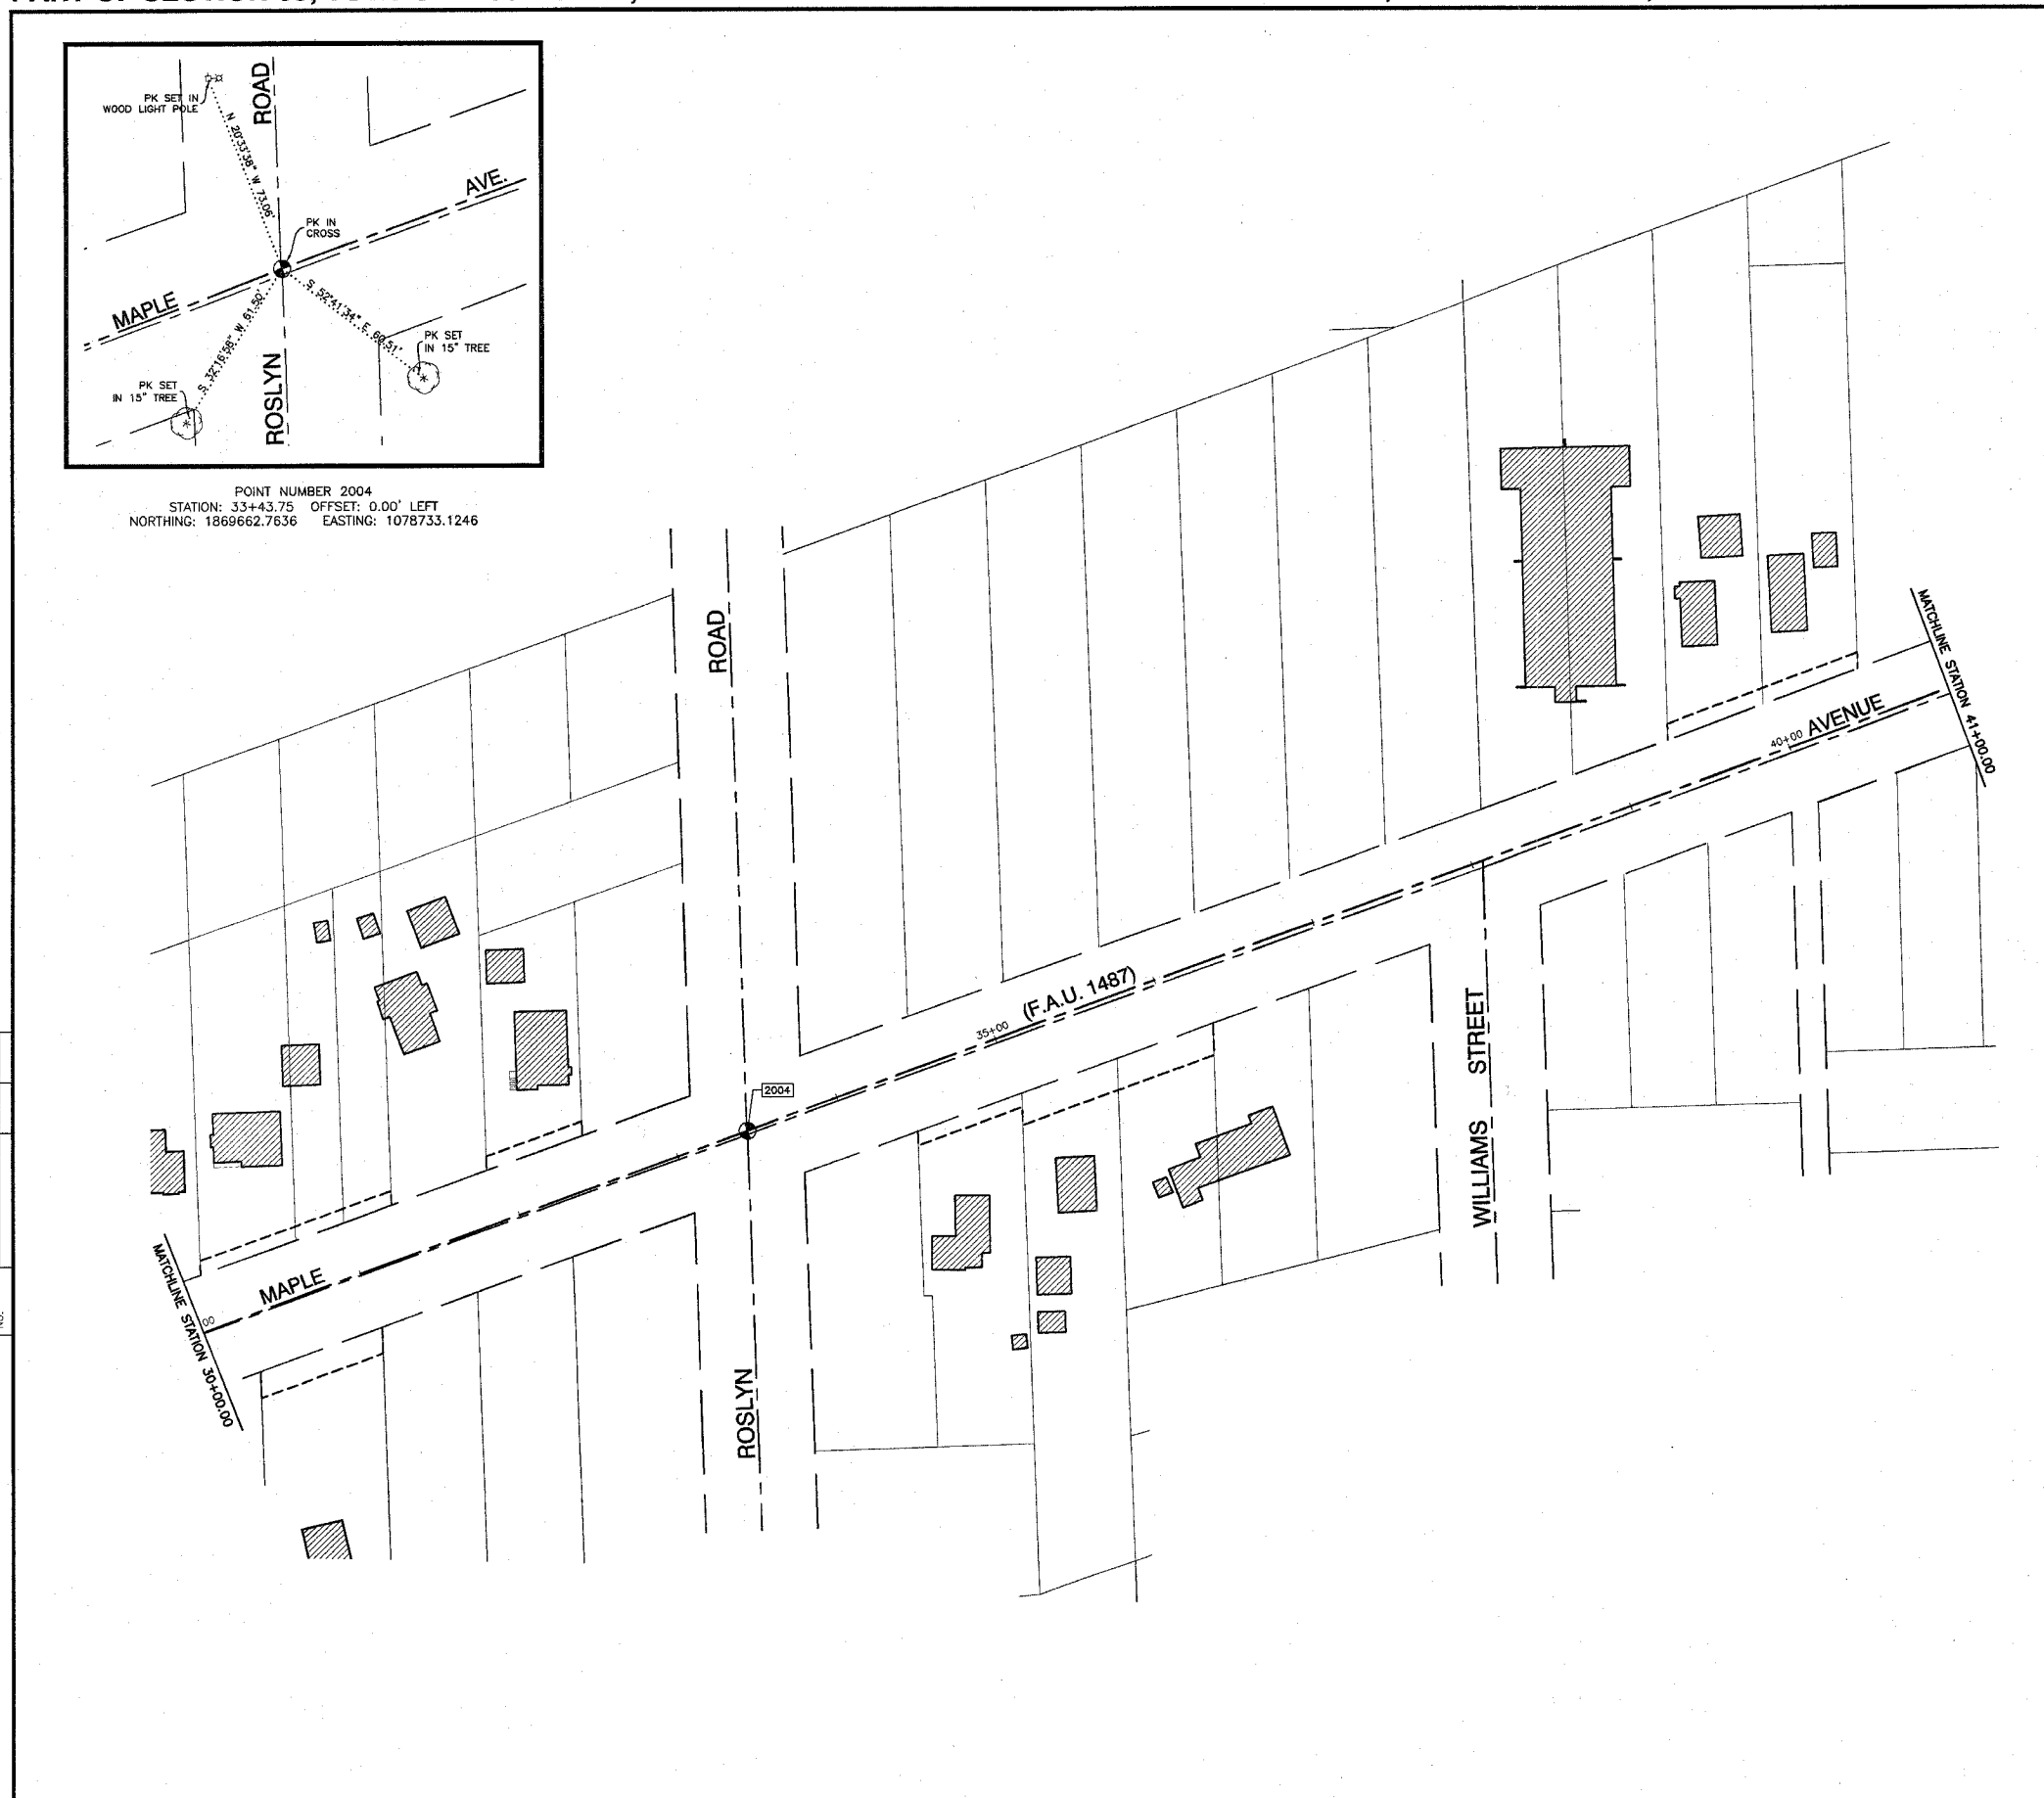 PK SET IN
WOOD LIGHT POLE
ROAD
N 20°33'38" W 73.06'
AVE.
PK IN
CROSS
MAPLE
S 52°41'34" E 60.51'
S 32°16'58" W 61.50'
PK SET
IN 15" TREE
PK SET
IN 15" TREE
ROSLYN
POINT NUMBER 2004
STATION: 33+43.75 OFFSET: 0.00' LEFT
NORTHING: 1869662.7636 EASTING: 1078733.1246
ROAD
MATCHLINE STATION 41+00.00
40+00
AVENUE
(F.A.U. 1487)
35+00
WILLIAMS STREET
2004
MAPLE
00
MATCHLINE STATION 30+00.00
ROSLYN
NO.